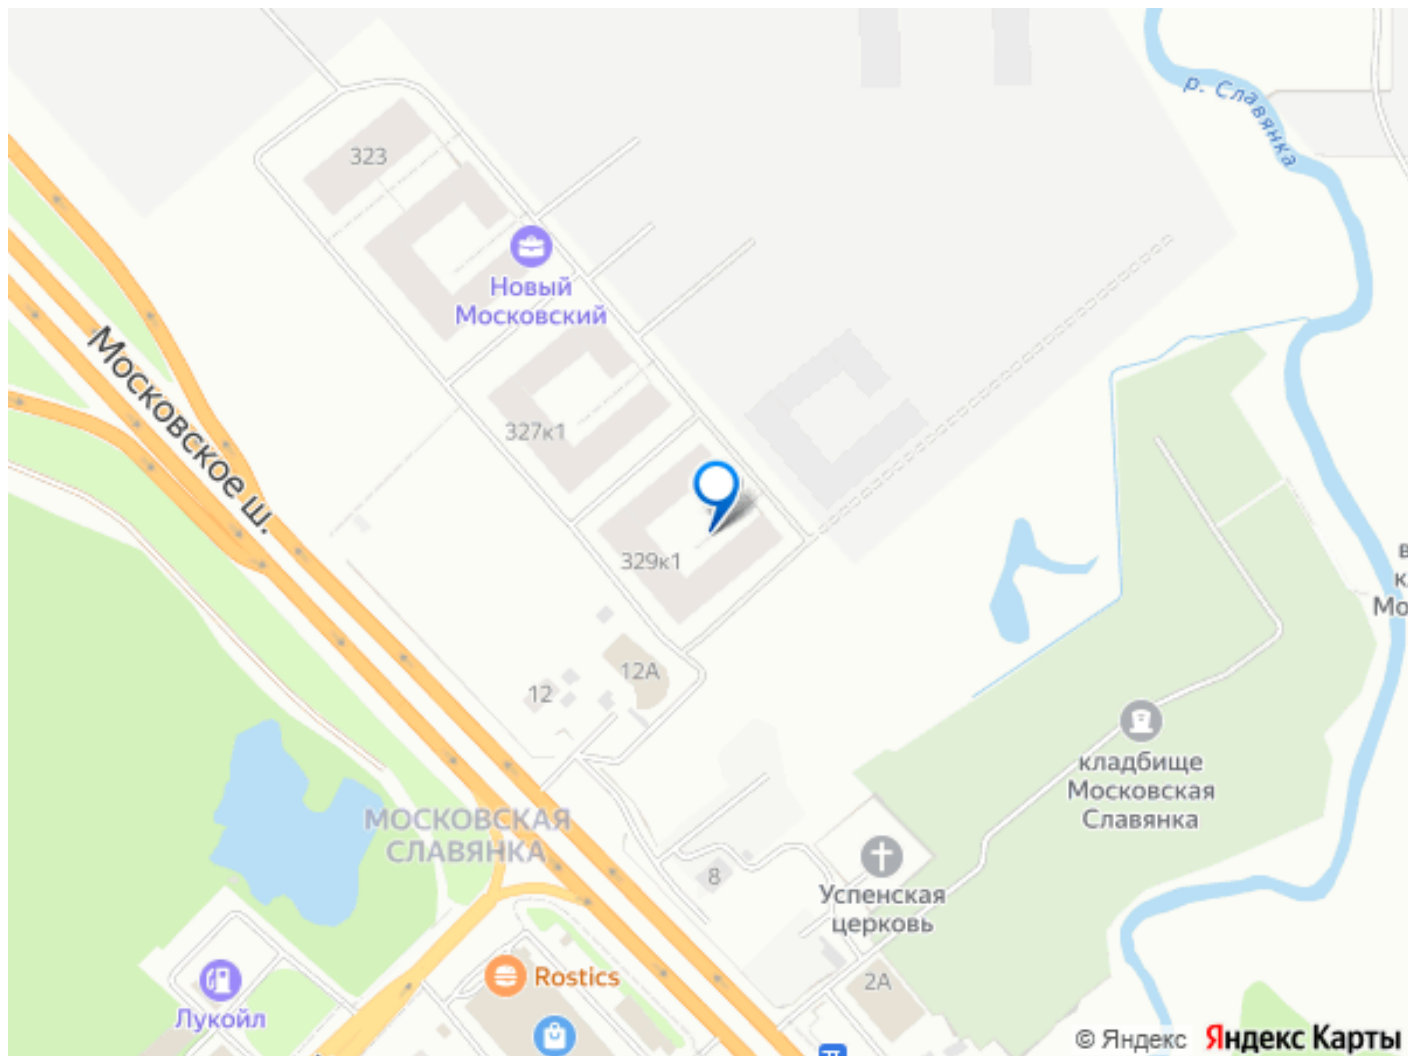 р. Славянка
323
Новый
Московский
Московское ш.
327к1
329к1
12А
12
кладбище
Московская
Славянка
МОСКОВСКАЯ
СЛАВЯНКА
8
Успенская
церковь
Rostics
2А
Лукойл
© Яндекс Яндекс Карты